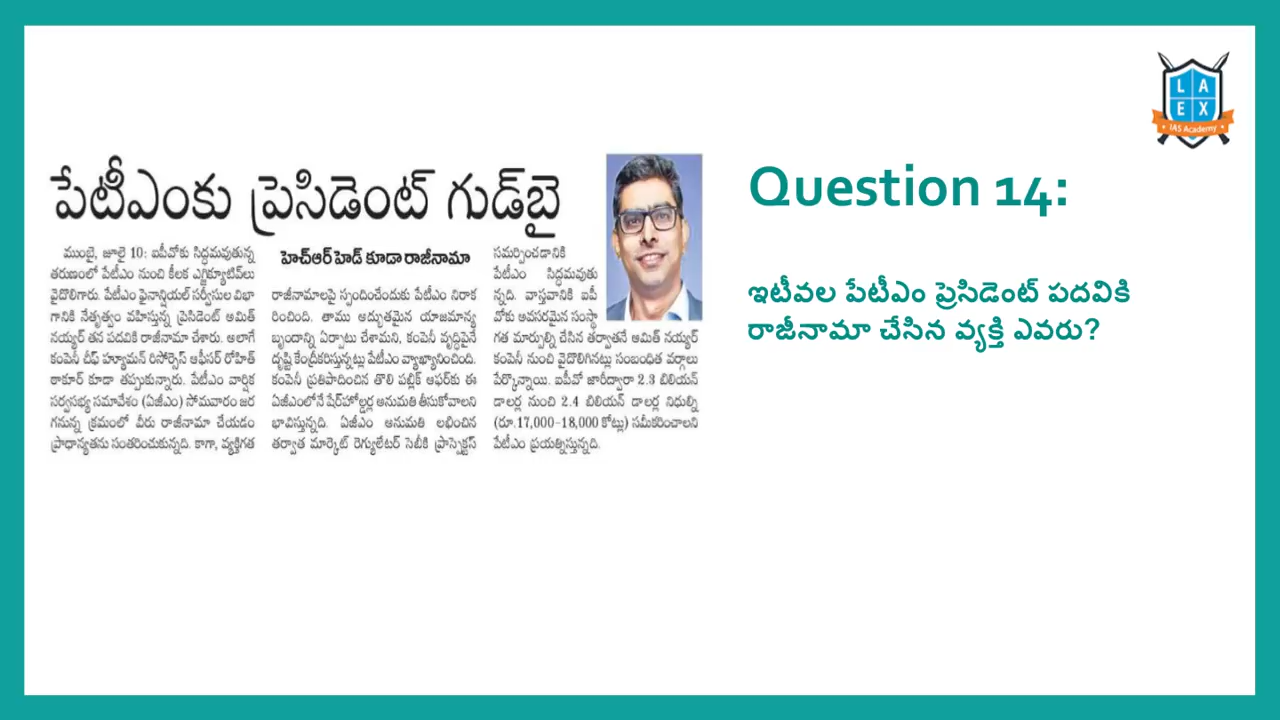 పేటీఎంకు ప్రెసిడెంట్ గుడ్‌బై
ముంబై, జూలై 10: ఐపీవోకు సిద్ధమవుతున్న
తరుణంలో పేటీఎం నుంచి కీలక ఎగ్జిక్యూటివ్‌లు
వైదొలిగారు. పేటీఎం ఫైనాన్షియల్ సర్వీసుల విభా
గానికి నేతృత్వం వహిస్తున్న ప్రెసిడెంట్ అమిత్
నయ్యర్ తన పదవికి రాజీనామా చేశారు. అలాగే
కంపెనీ చీఫ్ హ్యూమన్ రిసోర్సెస్ ఆఫీసర్ రోహిత్
ఠాకూర్ కూడా తప్పుకున్నారు. పేటీఎం వార్షిక
సర్వసభ్య సమావేశం (ఏజీఎం) సోమవారం జర
గనున్న క్రమంలో వీరు రాజీనామా చేయడం
ప్రాధాన్యతను సంతరించుకున్నది. కాగా, వ్యక్తిగత
హెచ్ఆర్ హెడ్ కూడా రాజీనామా
రాజీనామాలపై స్పందించేందుకు పేటీఎం నిరాక
రించింది. తాము అద్భుతమైన యాజమాన్య
బృందాన్ని ఏర్పాటు చేశామని, కంపెనీ వృద్ధిపైనే
దృష్టి కేంద్రీకరిస్తున్నట్లు పేటీఎం వ్యాఖ్యానించింది.
కంపెనీ ప్రతిపాదించిన తొలి పబ్లిక్ ఆఫర్‌కు ఈ
ఏజీఎంలోనే షేర్‌హోల్డర్ల అనుమతి తీసుకోవాలని
భావిస్తున్నది. ఏజీఎం అనుమతి లభించిన
తర్వాత మార్కెట్ రెగ్యులేటర్ సెబీకి ప్రాస్పెక్టస్
సమర్పించడానికి
పేటీఎం సిద్ధమవుతు
న్నది. వాస్తవానికి ఐపీ
వోకు అవసరమైన సంస్థా
గత మార్పుల్ని చేసిన తర్వాతనే అమిత్ నయ్యర్
కంపెనీ నుంచి వైదొలిగినట్లు సంబంధిత వర్గాలు
పేర్కొన్నాయి. ఐపీవో జారీద్వారా 2.3 బిలియన్
డాలర్ల నుంచి 2.4 బిలియన్ డాలర్ల నిధుల్ని
(రూ.17,000-18,000 కోట్లు) సమీకరించాలని
పేటీఎం ప్రయత్నిస్తున్నది.
L A
E X
IAS Academy
Question 14:
ఇటీవల పేటీఎం ప్రెసిడెంట్ పదవికి
రాజీనామా చేసిన వ్యక్తి ఎవరు?